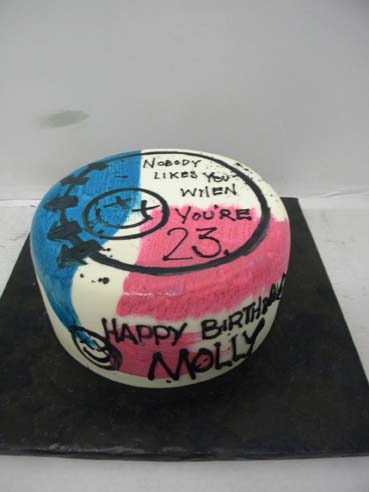 NOBODY
LIKES YOU
WHEN
YOU'RE
23.
HAPPY BIRTHDAY
MOLLY